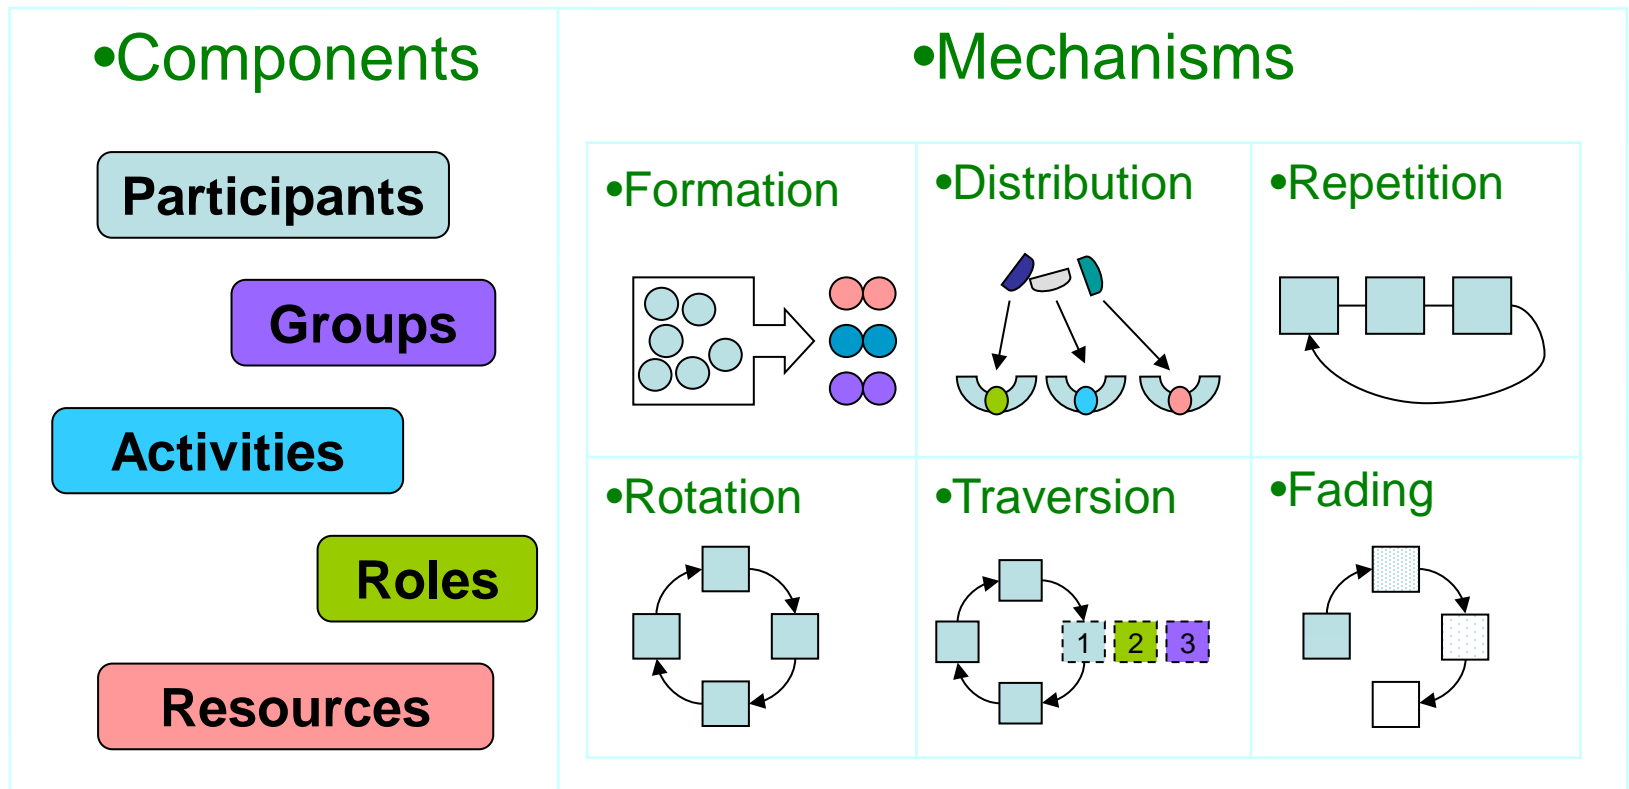 •Components
Participants
Groups
Activities
Roles
Resources
•Mechanisms
•Formation
•Distribution
•Repetition
•Rotation
•Traversion
1 2 3
•Fading